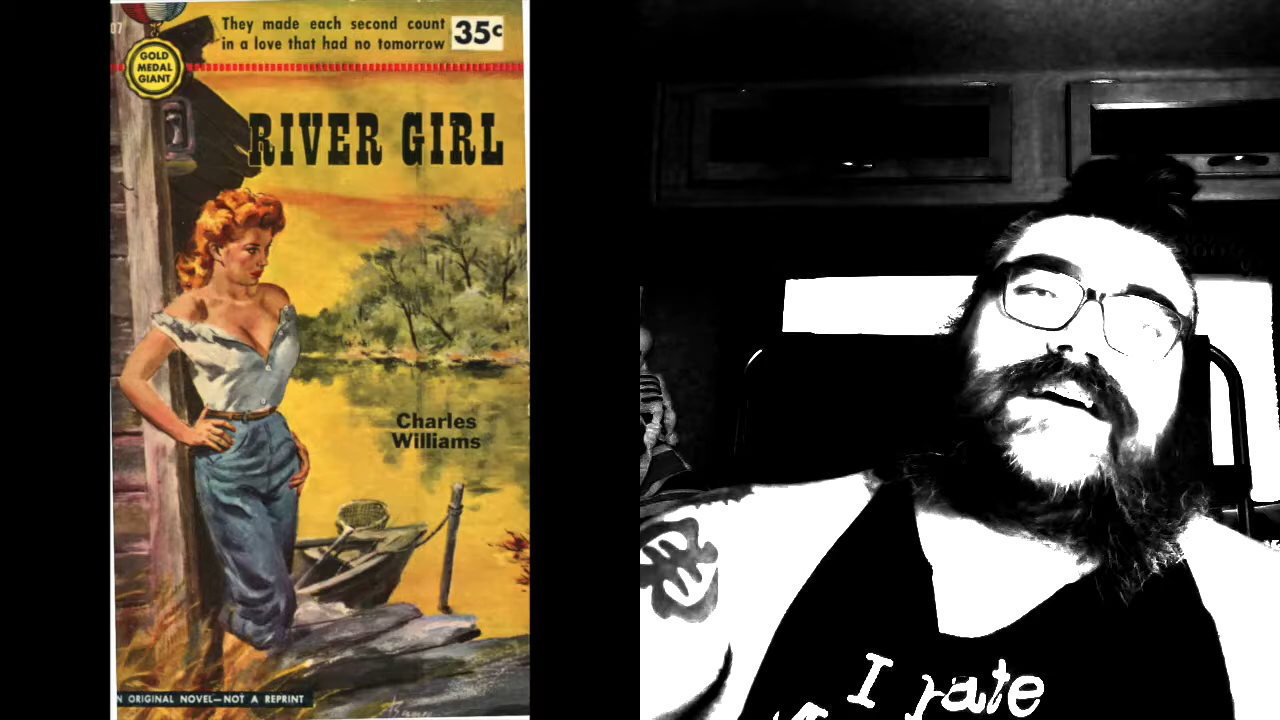 07
They made each second count
in a love that had no tomorrow
35¢
GOLD
MEDAL
GIANT
RIVER GIRL
Charles
Williams
N ORIGINAL NOVEL—NOT A REPRINT
I